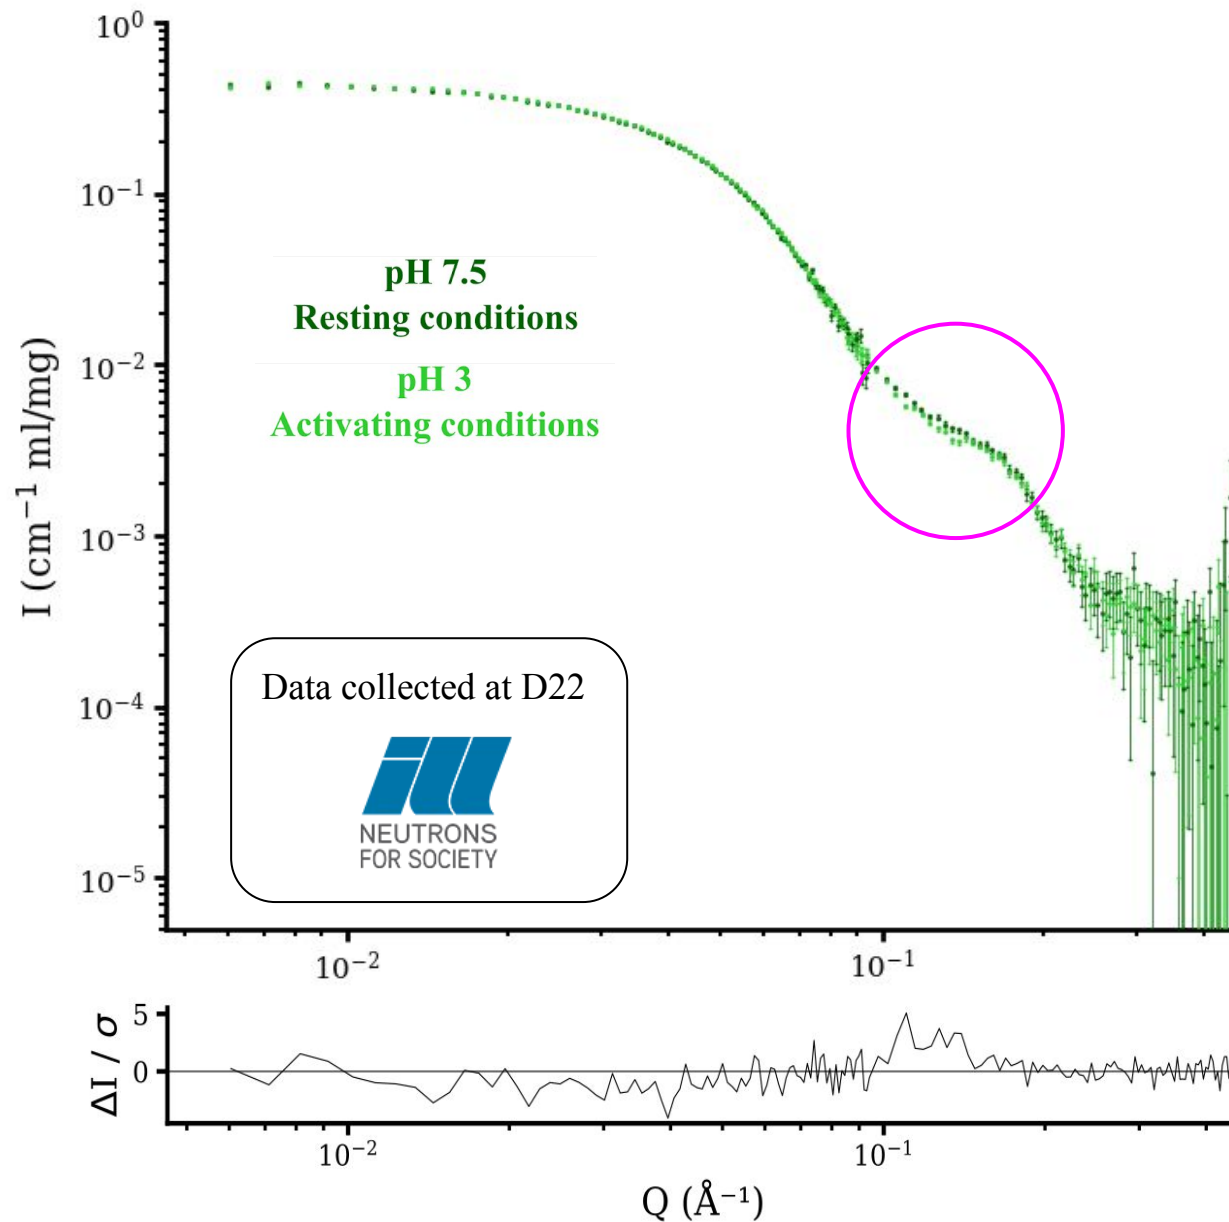 10⁰
10⁻¹
10⁻²
10⁻³
10⁻⁴
10⁻⁵
I (cm⁻¹ ml/mg)
pH 7.5
Resting conditions
pH 3
Activating conditions
Data collected at D22
ill
NEUTRONS
FOR SOCIETY
10⁻²
10⁻¹
5
0
ΔI / σ
10⁻²
10⁻¹
Q (Å⁻¹)